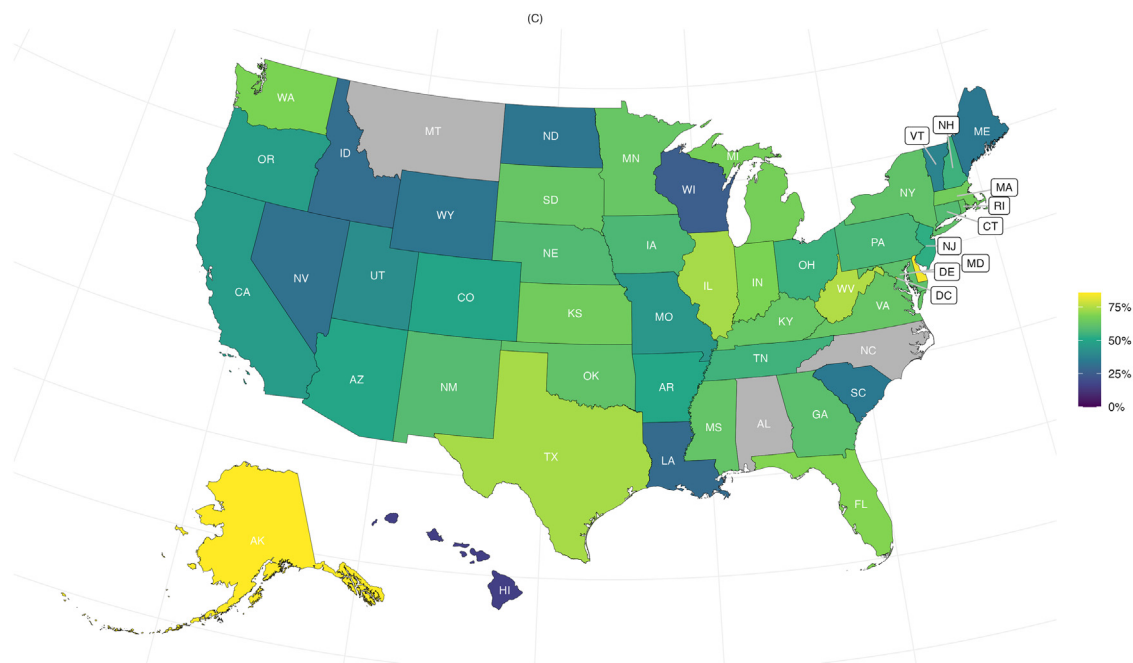 (C)
WA
MT
ND
OR
ID
MN
MI
VT
NH
ME
WI
SD
WY
NY
MA
RI
CT
NE
IA
PA
NJ
NV
UT
CO
IL
IN
OH
MD
DE
WV
DC
CA
KS
MO
KY
VA
75%
50%
25%
0%
AZ
NM
OK
AR
TN
NC
SC
MS
AL
GA
TX
LA
FL
AK
HI